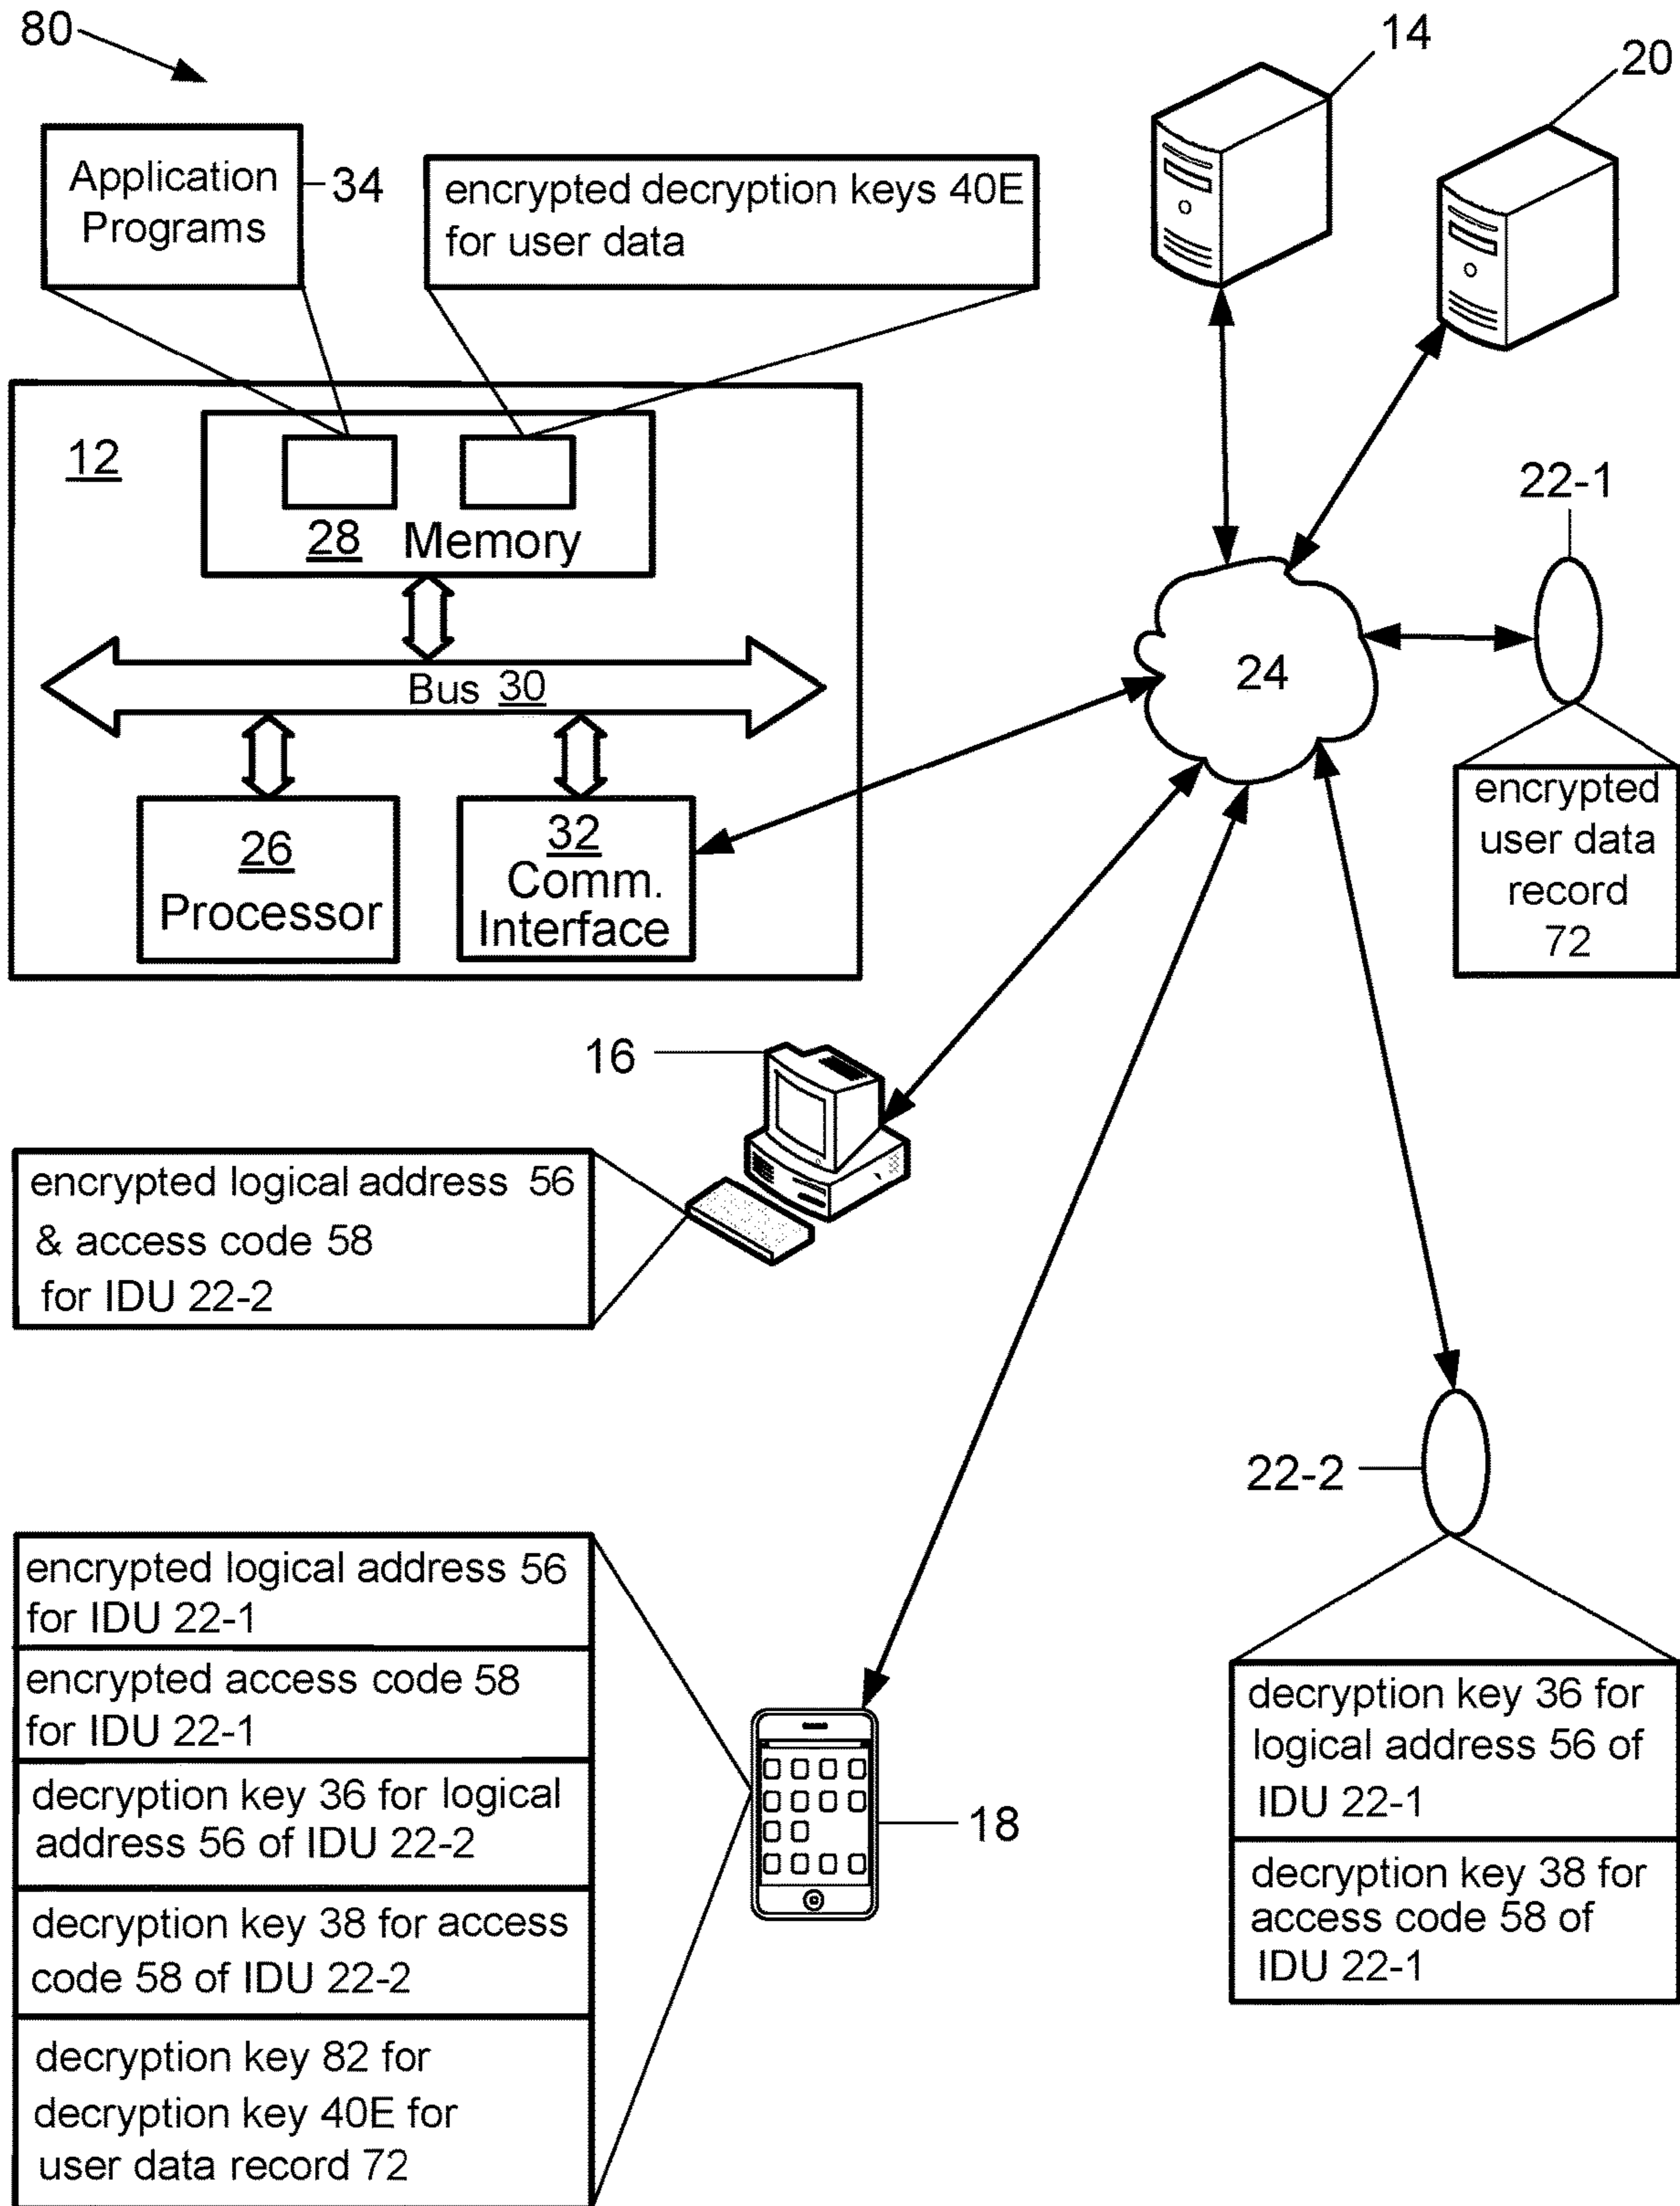 80
14
20
Application
Programs
34
encrypted decryption keys 40E
for user data
12
28 Memory
Bus 30
26
Processor
32
Comm.
Interface
24
22-1
encrypted
user data
record
72
16
encrypted logical address 56
& access code 58
for IDU 22-2
22-2
encrypted logical address 56
for IDU 22-1
encrypted access code 58
for IDU 22-1
decryption key 36 for logical
address 56 of IDU 22-2
decryption key 38 for access
code 58 of IDU 22-2
decryption key 82 for
decryption key 40E for
user data record 72
18
decryption key 36 for
logical address 56 of
IDU 22-1
decryption key 38 for
access code 58 of
IDU 22-1